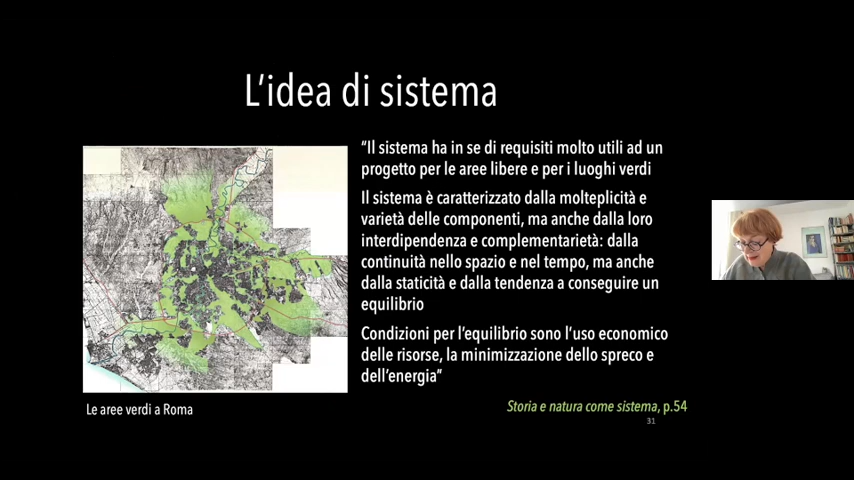 L'idea di sistema
"Il sistema ha in se di requisiti molto utili ad un
progetto per le aree libere e per i luoghi verdi
Il sistema è caratterizzato dalla molteplicità e
varietà delle componenti, ma anche dalla loro
interdipendenza e complementarietà: dalla
continuità nello spazio e nel tempo, ma anche
dalla staticità e dalla tendenza a conseguire un
equilibrio
Condizioni per l'equilibrio sono l'uso economico
delle risorse, la minimizzazione dello spreco e
dell'energia"
Le aree verdi a Roma
Storia e natura come sistema, p.54
31